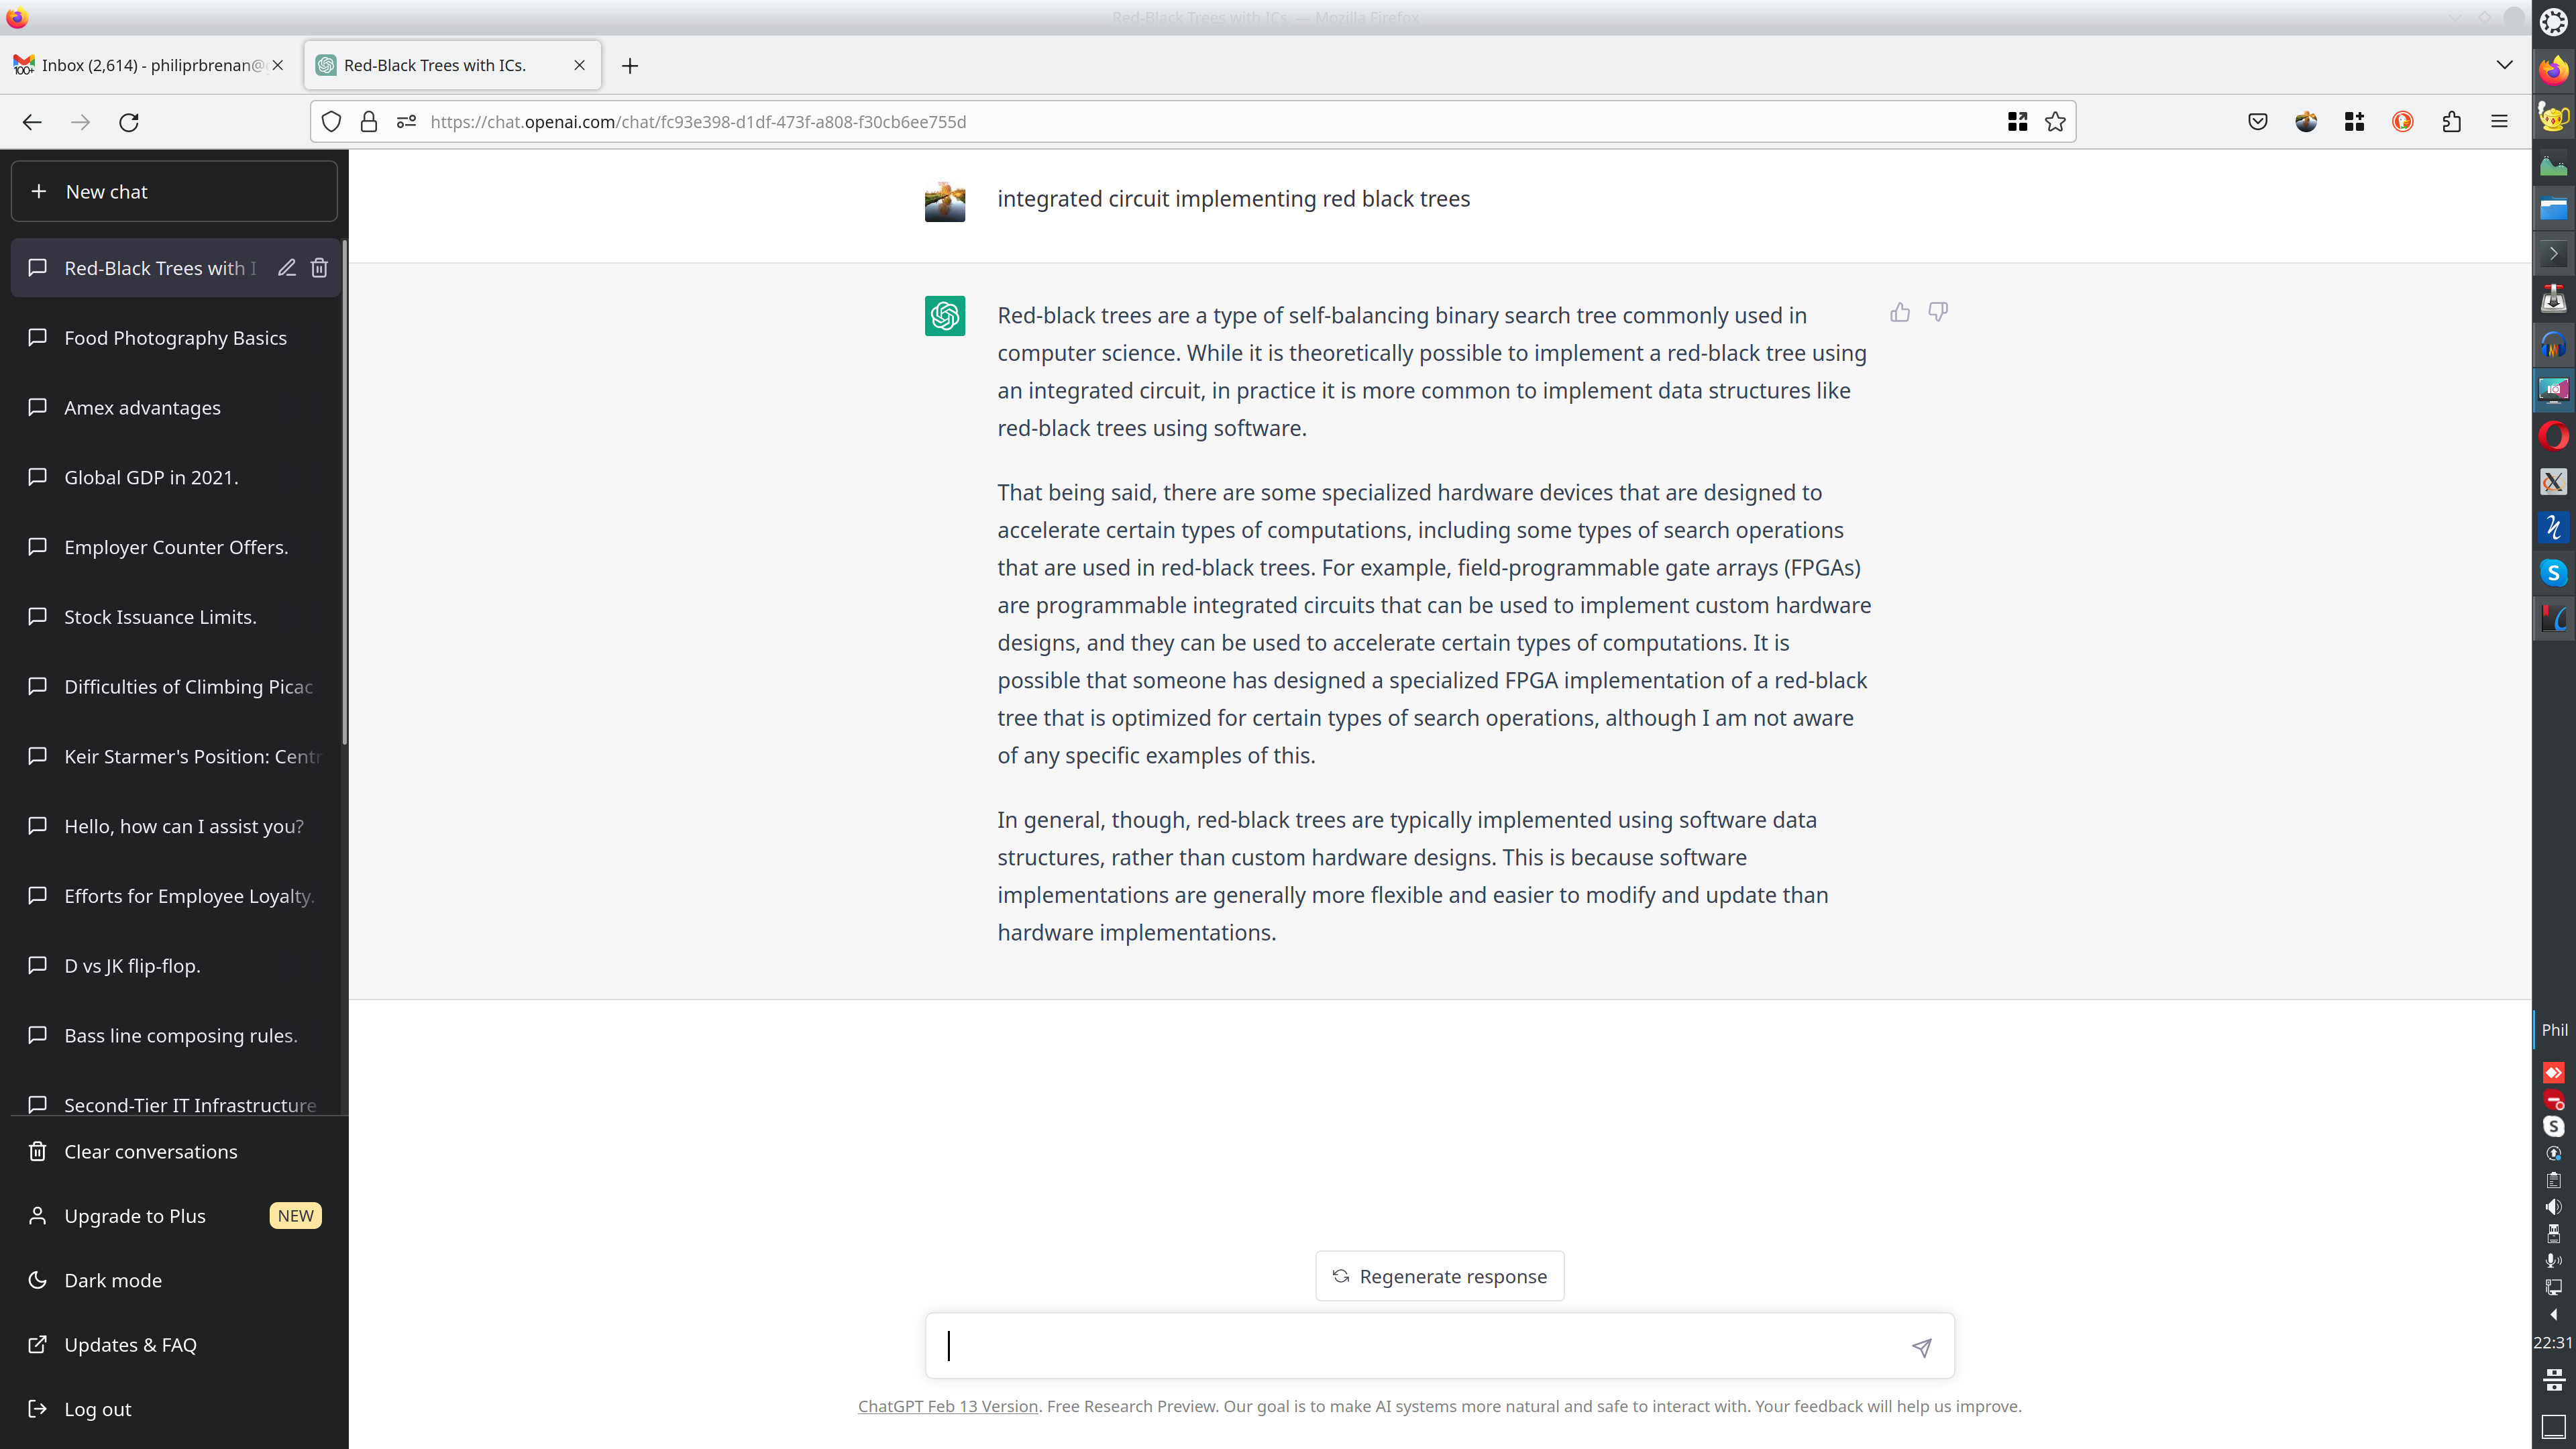 Red-Black Trees with ICs. — Mozilla Firefox
Inbox (2,614) - philiprbrenan@
Red-Black Trees with ICs.
https://chat.openai.com/chat/fc93e398-d1df-473f-a808-f30cb6ee755d
New chat
Red-Black Trees with I
Food Photography Basics
Amex advantages
Global GDP in 2021.
Employer Counter Offers.
Stock Issuance Limits.
Difficulties of Climbing Picac
Keir Starmer's Position: Centr
Hello, how can I assist you?
Efforts for Employee Loyalty.
D vs JK flip-flop.
Bass line composing rules.
Second-Tier IT Infrastructure
Clear conversations
Upgrade to Plus NEW
Dark mode
Updates & FAQ
Log out
integrated circuit implementing red black trees
Red-black trees are a type of self-balancing binary search tree commonly used in
computer science. While it is theoretically possible to implement a red-black tree using
an integrated circuit, in practice it is more common to implement data structures like
red-black trees using software.
That being said, there are some specialized hardware devices that are designed to
accelerate certain types of computations, including some types of search operations
that are used in red-black trees. For example, field-programmable gate arrays (FPGAs)
are programmable integrated circuits that can be used to implement custom hardware
designs, and they can be used to accelerate certain types of computations. It is
possible that someone has designed a specialized FPGA implementation of a red-black
tree that is optimized for certain types of search operations, although I am not aware
of any specific examples of this.
In general, though, red-black trees are typically implemented using software data
structures, rather than custom hardware designs. This is because software
implementations are generally more flexible and easier to modify and update than
hardware implementations.
Regenerate response
ChatGPT Feb 13 Version. Free Research Preview. Our goal is to make AI systems more natural and safe to interact with. Your feedback will help us improve.
Phil
22:31